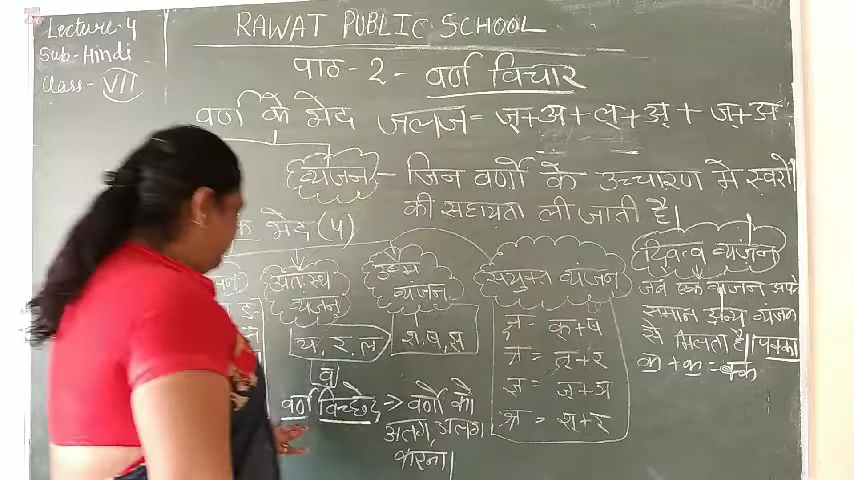 Lecture-4
Sub-Hindi
Class- VII
RAWAT PUBLIC SCHOOL
पाठ-2- वर्ण विचार
वर्ण के भेद जलज = ज्+अ+ल्+अ+ज्+अ
व्यंजन - जिन वर्णों के उच्चारण में स्वरों
की सहायता ली जाती है।
के भेद (4)
अंतःस्थ
व्यंजन
य, र, ल
व
उष्म
व्यंजन
श, ष, स
संयुक्त व्यंजन
क्ष = क्+ष
त्र = त्+र
ज्ञ = ज्+ञ
श्र = श्+र
द्वित्व व्यंजन
जब एक व्यंजन अपने
समान व्यंजन
से मिलता है। पक्का
क + क = क्क
वर्ण विच्छेद → वर्णों को
अलग, अलग
करना।